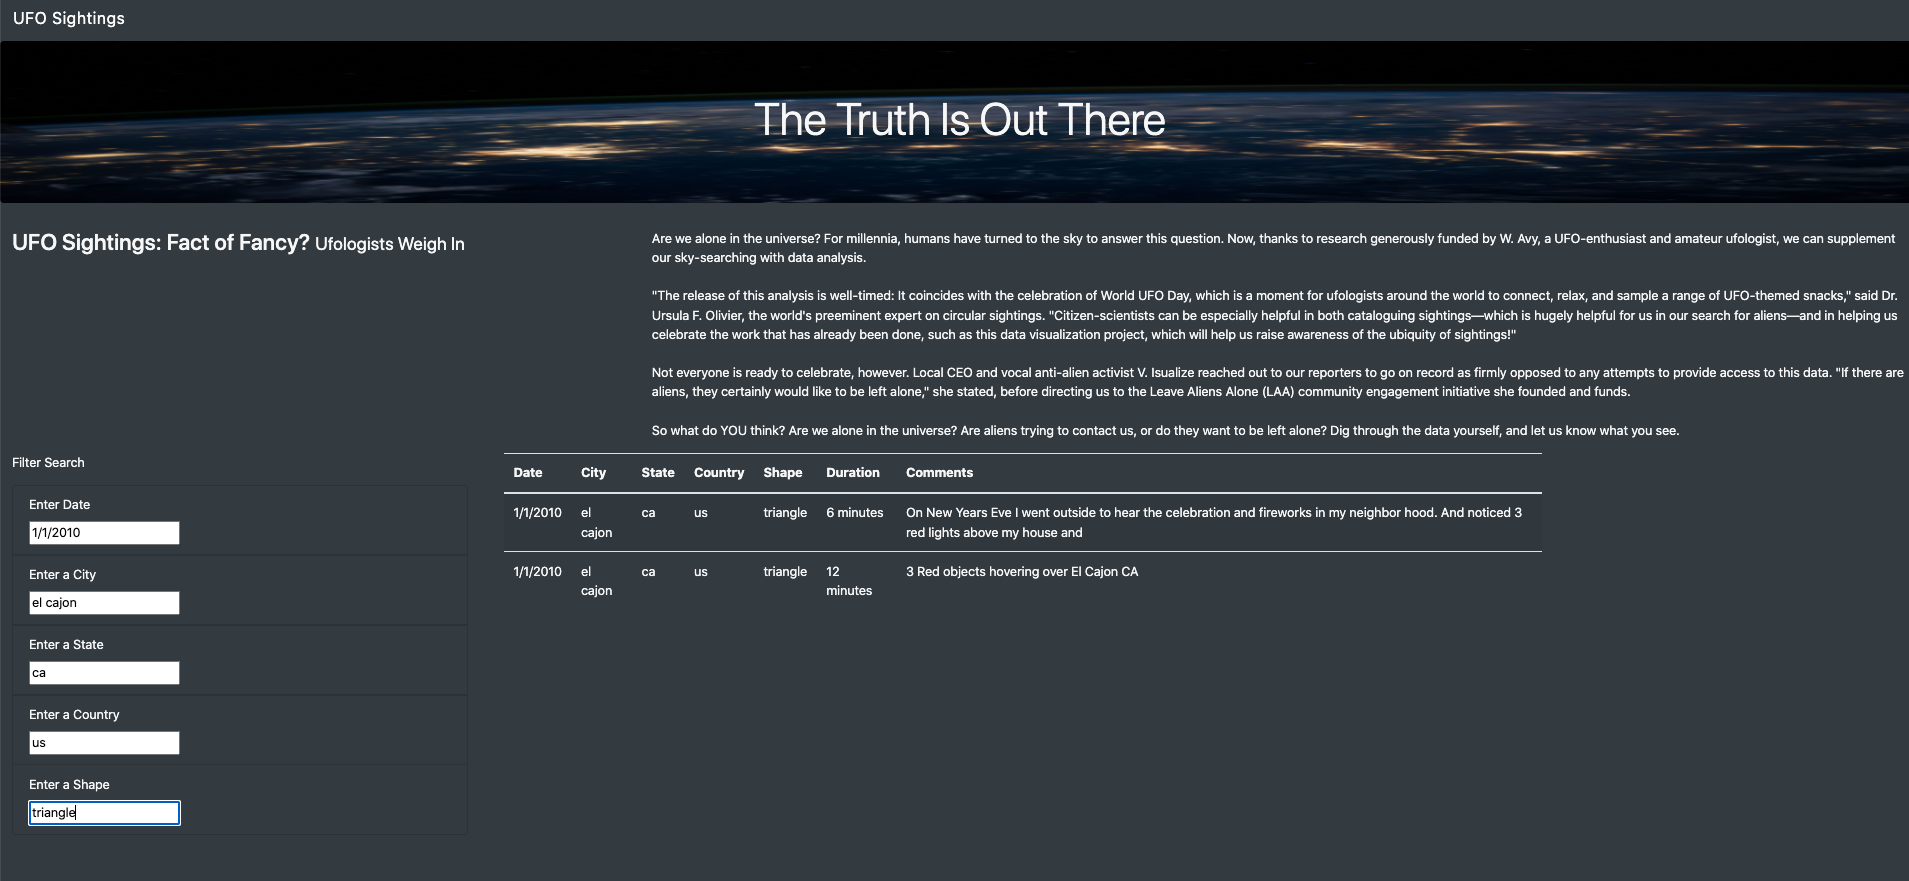 UFO Sightings
The Truth Is Out There
UFO Sightings: Fact of Fancy? Ufologists Weigh In
Are we alone in the universe? For millennia, humans have turned to the sky to answer this question. Now, thanks to research generously funded by W. Avy, a UFO-enthusiast and amateur ufologist, we can supplement
our sky-searching with data analysis.
"The release of this analysis is well-timed: It coincides with the celebration of World UFO Day, which is a moment for ufologists around the world to connect, relax, and sample a range of UFO-themed snacks," said Dr.
Ursula F. Olivier, the world's preeminent expert on circular sightings. "Citizen-scientists can be especially helpful in both cataloguing sightings—which is hugely helpful for us in our search for aliens—and in helping us
celebrate the work that has already been done, such as this data visualization project, which will help us raise awareness of the ubiquity of sightings!"
Not everyone is ready to celebrate, however. Local CEO and vocal anti-alien activist V. Isualize reached out to our reporters to go on record as firmly opposed to any attempts to provide access to this data. "If there are
aliens, they certainly would like to be left alone," she stated, before directing us to the Leave Aliens Alone (LAA) community engagement initiative she founded and funds.
So what do YOU think? Are we alone in the universe? Are aliens trying to contact us, or do they want to be left alone? Dig through the data yourself, and let us know what you see.
Filter Search
Enter Date
1/1/2010
Enter a City
el cajon
Enter a State
ca
Enter a Country
us
Enter a Shape
triangle
Date City State Country Shape Duration Comments
1/1/2010 el ca us triangle 6 minutes On New Years Eve I went outside to hear the celebration and fireworks in my neighbor hood. And noticed 3
cajon red lights above my house and
1/1/2010 el ca us triangle 12 3 Red objects hovering over El Cajon CA
cajon minutes